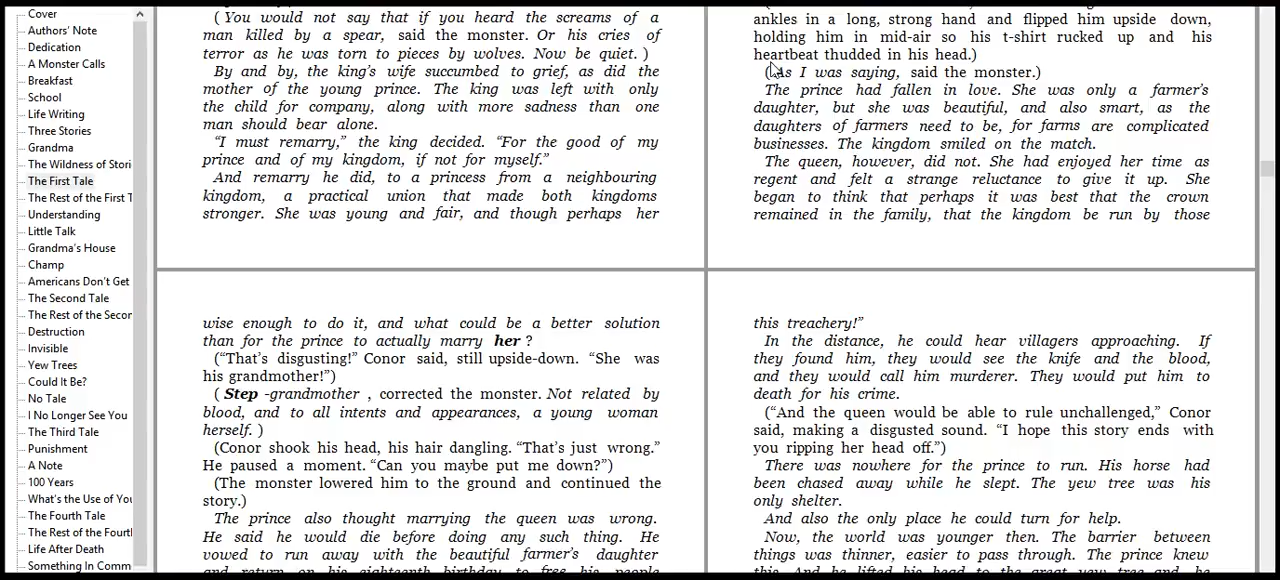 Cover
Authors' Note
Dedication
A Monster Calls
Breakfast
School
Life Writing
Three Stories
Grandma
The Wildness of Stori
The First Tale
The Rest of the First T
Understanding
Little Talk
Grandma's House
Champ
Americans Don't Get
The Second Tale
The Rest of the Secor
Destruction
Invisible
Yew Trees
Could It Be?
No Tale
I No Longer See You
The Third Tale
Punishment
A Note
100 Years
What's the Use of You
The Fourth Tale
The Rest of the Fourtl
Life After Death
Something In Comm
( You would not say that if you heard the screams of a
man killed by a spear, said the monster. Or his cries of
terror as he was torn to pieces by wolves. Now be quiet. )
By and by, the king's wife succumbed to grief, as did the
mother of the young prince. The king was left with only
the child for company, along with more sadness than one
man should bear alone.
“I must remarry,” the king decided. “For the good of my
prince and of my kingdom, if not for myself.”
And remarry he did, to a princess from a neighbouring
kingdom, a practical union that made both kingdoms
stronger. She was young and fair, and though perhaps her
ankles in a long, strong hand and flipped him upside down,
holding him in mid-air so his t-shirt rucked up and his
heartbeat thudded in his head.)
(As I was saying, said the monster.)
The prince had fallen in love. She was only a farmer's
daughter, but she was beautiful, and also smart, as the
daughters of farmers need to be, for farms are complicated
businesses. The kingdom smiled on the match.
The queen, however, did not. She had enjoyed her time as
regent and felt a strange reluctance to give it up. She
began to think that perhaps it was best that the crown
remained in the family, that the kingdom be run by those
wise enough to do it, and what could be a better solution
than for the prince to actually marry her ?
(“That's disgusting!” Conor said, still upside-down. “She was
his grandmother!”)
( Step -grandmother , corrected the monster. Not related by
blood, and to all intents and appearances, a young woman
herself. )
(Conor shook his head, his hair dangling. “That's just wrong.”
He paused a moment. “Can you maybe put me down?”)
(The monster lowered him to the ground and continued the
story.)
The prince also thought marrying the queen was wrong.
He said he would die before doing any such thing. He
vowed to run away with the beautiful farmer's daughter
and return on his eighteenth birthday to free his people
this treachery!”
In the distance, he could hear villagers approaching. If
they found him, they would see the knife and the blood,
and they would call him murderer. They would put him to
death for his crime.
(“And the queen would be able to rule unchallenged,” Conor
said, making a disgusted sound. “I hope this story ends with
you ripping her head off.”)
There was nowhere for the prince to run. His horse had
been chased away while he slept. The yew tree was his
only shelter.
And also the only place he could turn for help.
Now, the world was younger then. The barrier between
things was thinner, easier to pass through. The prince knew
this. And he lifted his head to the great yew tree and he